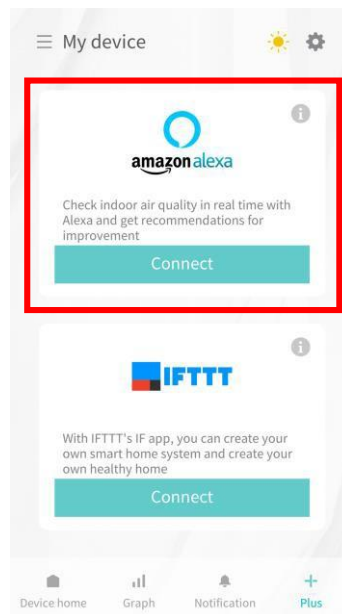 My device
amazon alexa
Check indoor air quality in real time with
Alexa and get recommendations for
improvement
Connect
IFTTT
With IFTTT's IF app, you can create your
own smart home system and create your
own healthy home
Connect
Device home Graph Notification Plus